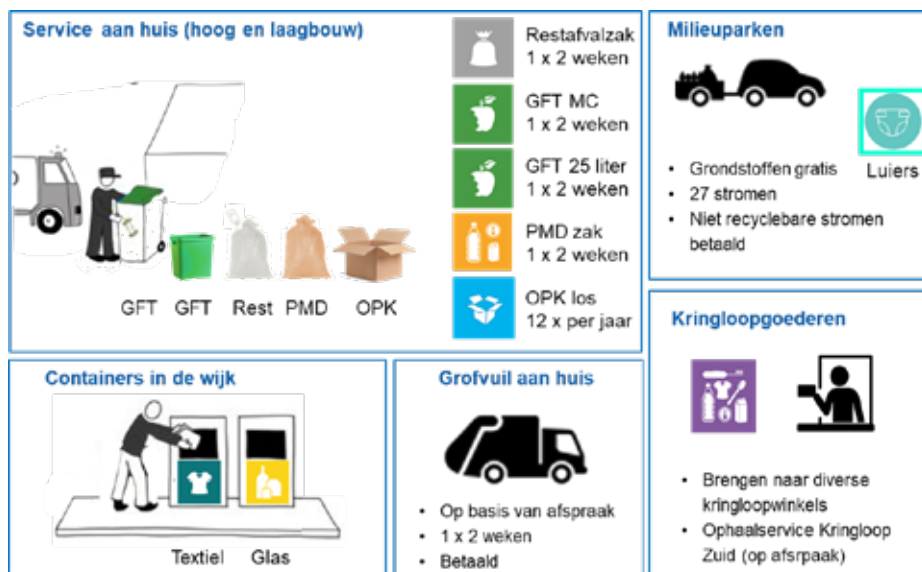 Service aan huis (hoog en laagbouw)
GFT GFT Rest PMD OPK
Restafvalzak
1 x 2 weken
GFT MC
1 x 2 weken
GFT 25 liter
1 x 2 weken
PMD zak
1 x 2 weken
OPK los
12 x per jaar
Milieuparken
Luiers
• Grondstoffen gratis
• 27 stromen
• Niet recyclebare stromen
betaald
Containers in de wijk
Textiel Glas
Grofvuil aan huis
• Op basis van afspraak
• 1 x 2 weken
• Betaald
Kringloopgoederen
• Brengen naar diverse
kringloopwinkels
• Ophaalservice Kringloop
Zuid (op afsrpaak)